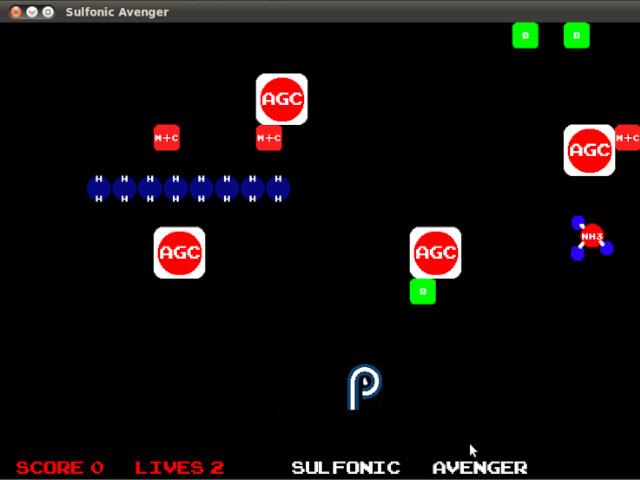 Sulfonic Avenger
B B
AGC
M+C M+C
AGC M+C
H H H H H H H H
H H H H H H H H
NH3
AGC AGC
B
P
SCORE 0 LIVES 2 SULFONIC AVENGER